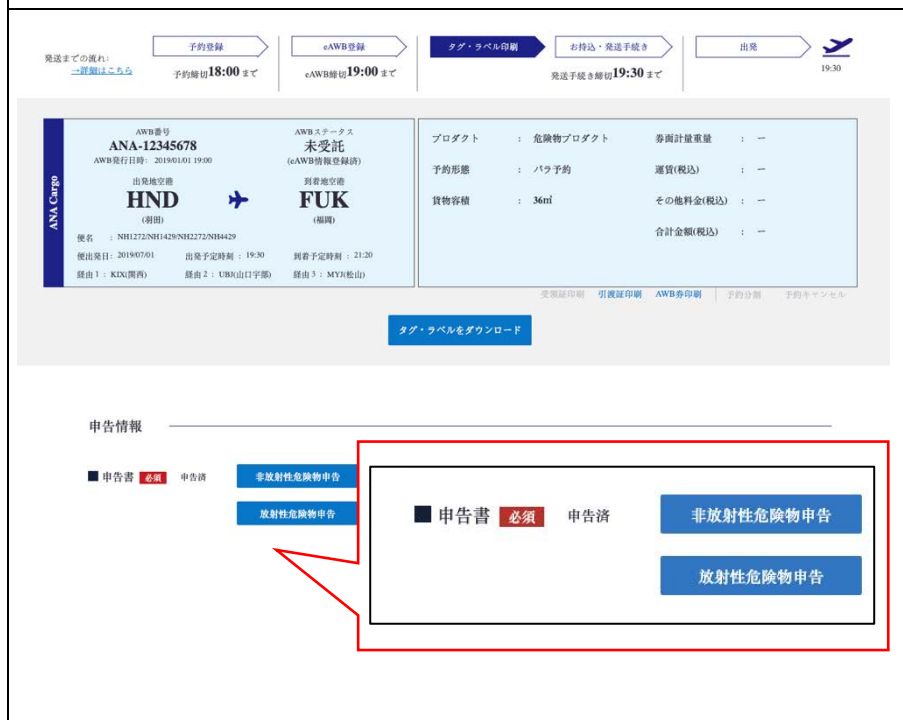 発送までの流れ:
→詳細はこちら
予約登録
予約締切18:00 まで
eAWB登録
eAWB締切19:00 まで
タグ・ラベル印刷
お持込・発送手続き
発送手続き締切19:30 まで
出発
19:30
ANA Cargo
AWB番号
ANA-12345678
AWB発行日時: 2019/01/01 19:00
AWBステータス
未受託
(eAWB情報登録済)
出発地空港
HND
(羽田)
到着地空港
FUK
(福岡)
便名 : NH1272/NH1429/NH2272/NH4429
便出発日: 2019/07/01 出発予定時刻 : 19:30 到着予定時刻 : 21:20
経由1 : KIX(関西) 経由2 : UBJ(山口宇部) 経由3 : MYJ(松山)
プロダクト : 危険物プロダクト
予約形態 : バラ予約
貨物容積 : 36㎥
券面計量重量 : ー
運賃(税込) : ー
その他料金(税込) : ー
合計金額(税込) : ー
受領証印刷 引渡証印刷 AWB券印刷 予約分割 予約キャンセル
タグ・ラベルをダウンロード
申告情報
■ 申告書 必須 申告済 非放射性危険物申告
放射性危険物申告
■ 申告書 必須 申告済 非放射性危険物申告
放射性危険物申告